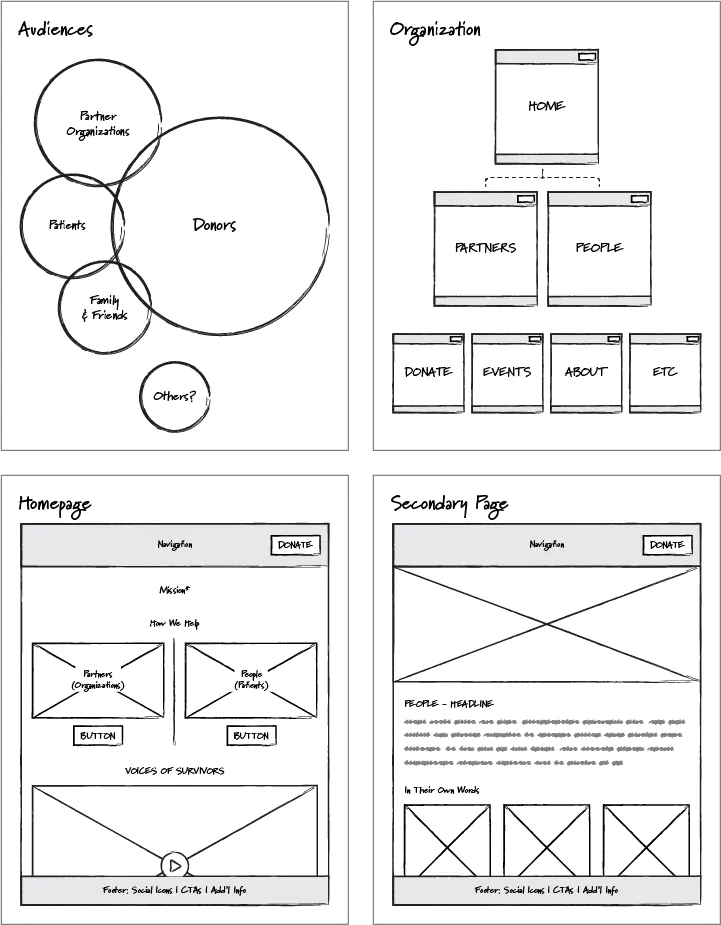 Audiences
Partner
Organizations
Patients
Donors
Family
& Friends
Others?
Organization
HOME
PARTNERS
PEOPLE
DONATE
EVENTS
ABOUT
ETC
Homepage
Navigation
DONATE
Mission*
How We Help
Partners
(Organizations)
People
(Patients)
BUTTON
BUTTON
VOICES OF SURVIVORS
Footer: Social Icons | CTAs | Add'l Info
Secondary Page
Navigation
DONATE
PEOPLE - HEADLINE
In Their Own Words
Footer: Social Icons | CTAs | Add'l Info